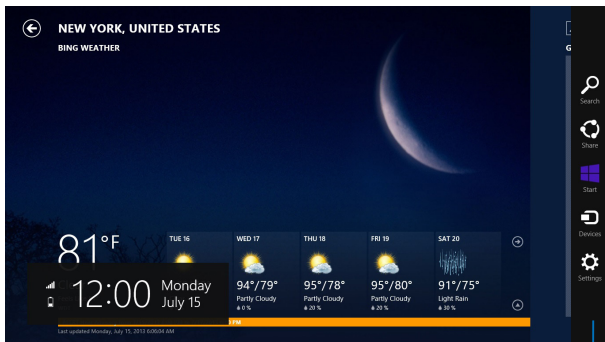 NEW YORK, UNITED STATES
BING WEATHER
G
Search
Share
Start
Devices
Settings
81°F
TUE 16
WED 17
94°/79°
Partly Cloudy
0 %
THU 18
95°/78°
Partly Cloudy
20 %
FRI 19
95°/80°
Partly Cloudy
20 %
SAT 20
91°/75°
Light Rain
30 %
12:00
Monday
July 15
PM
Last updated Monday, July 15, 2013 6:06:04 AM